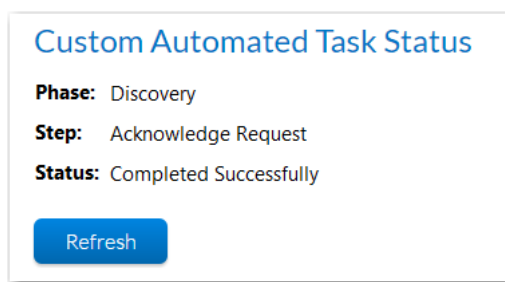 Custom Automated Task Status
Phase: Discovery
Step: Acknowledge Request
Status: Completed Successfully
Refresh